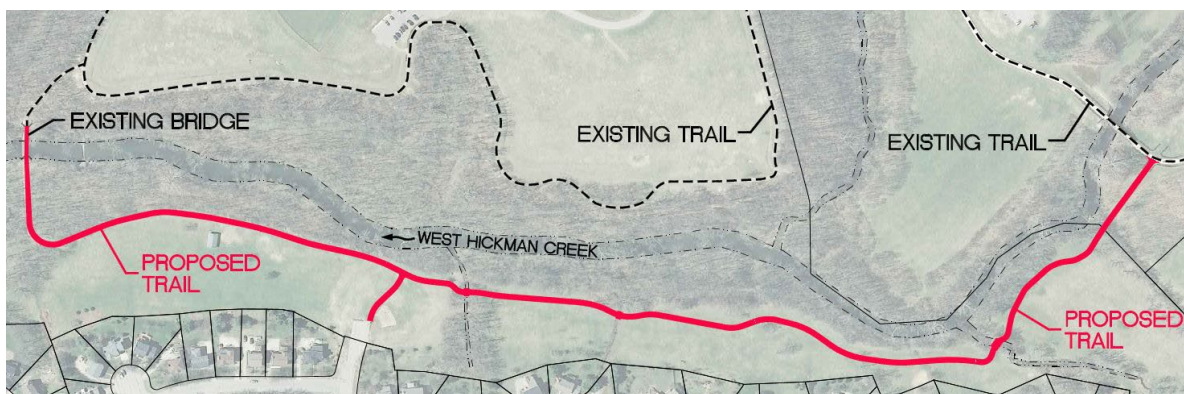 EXISTING BRIDGE
EXISTING TRAIL
EXISTING TRAIL
WEST HICKMAN CREEK
PROPOSED
TRAIL
PROPOSED
TRAIL